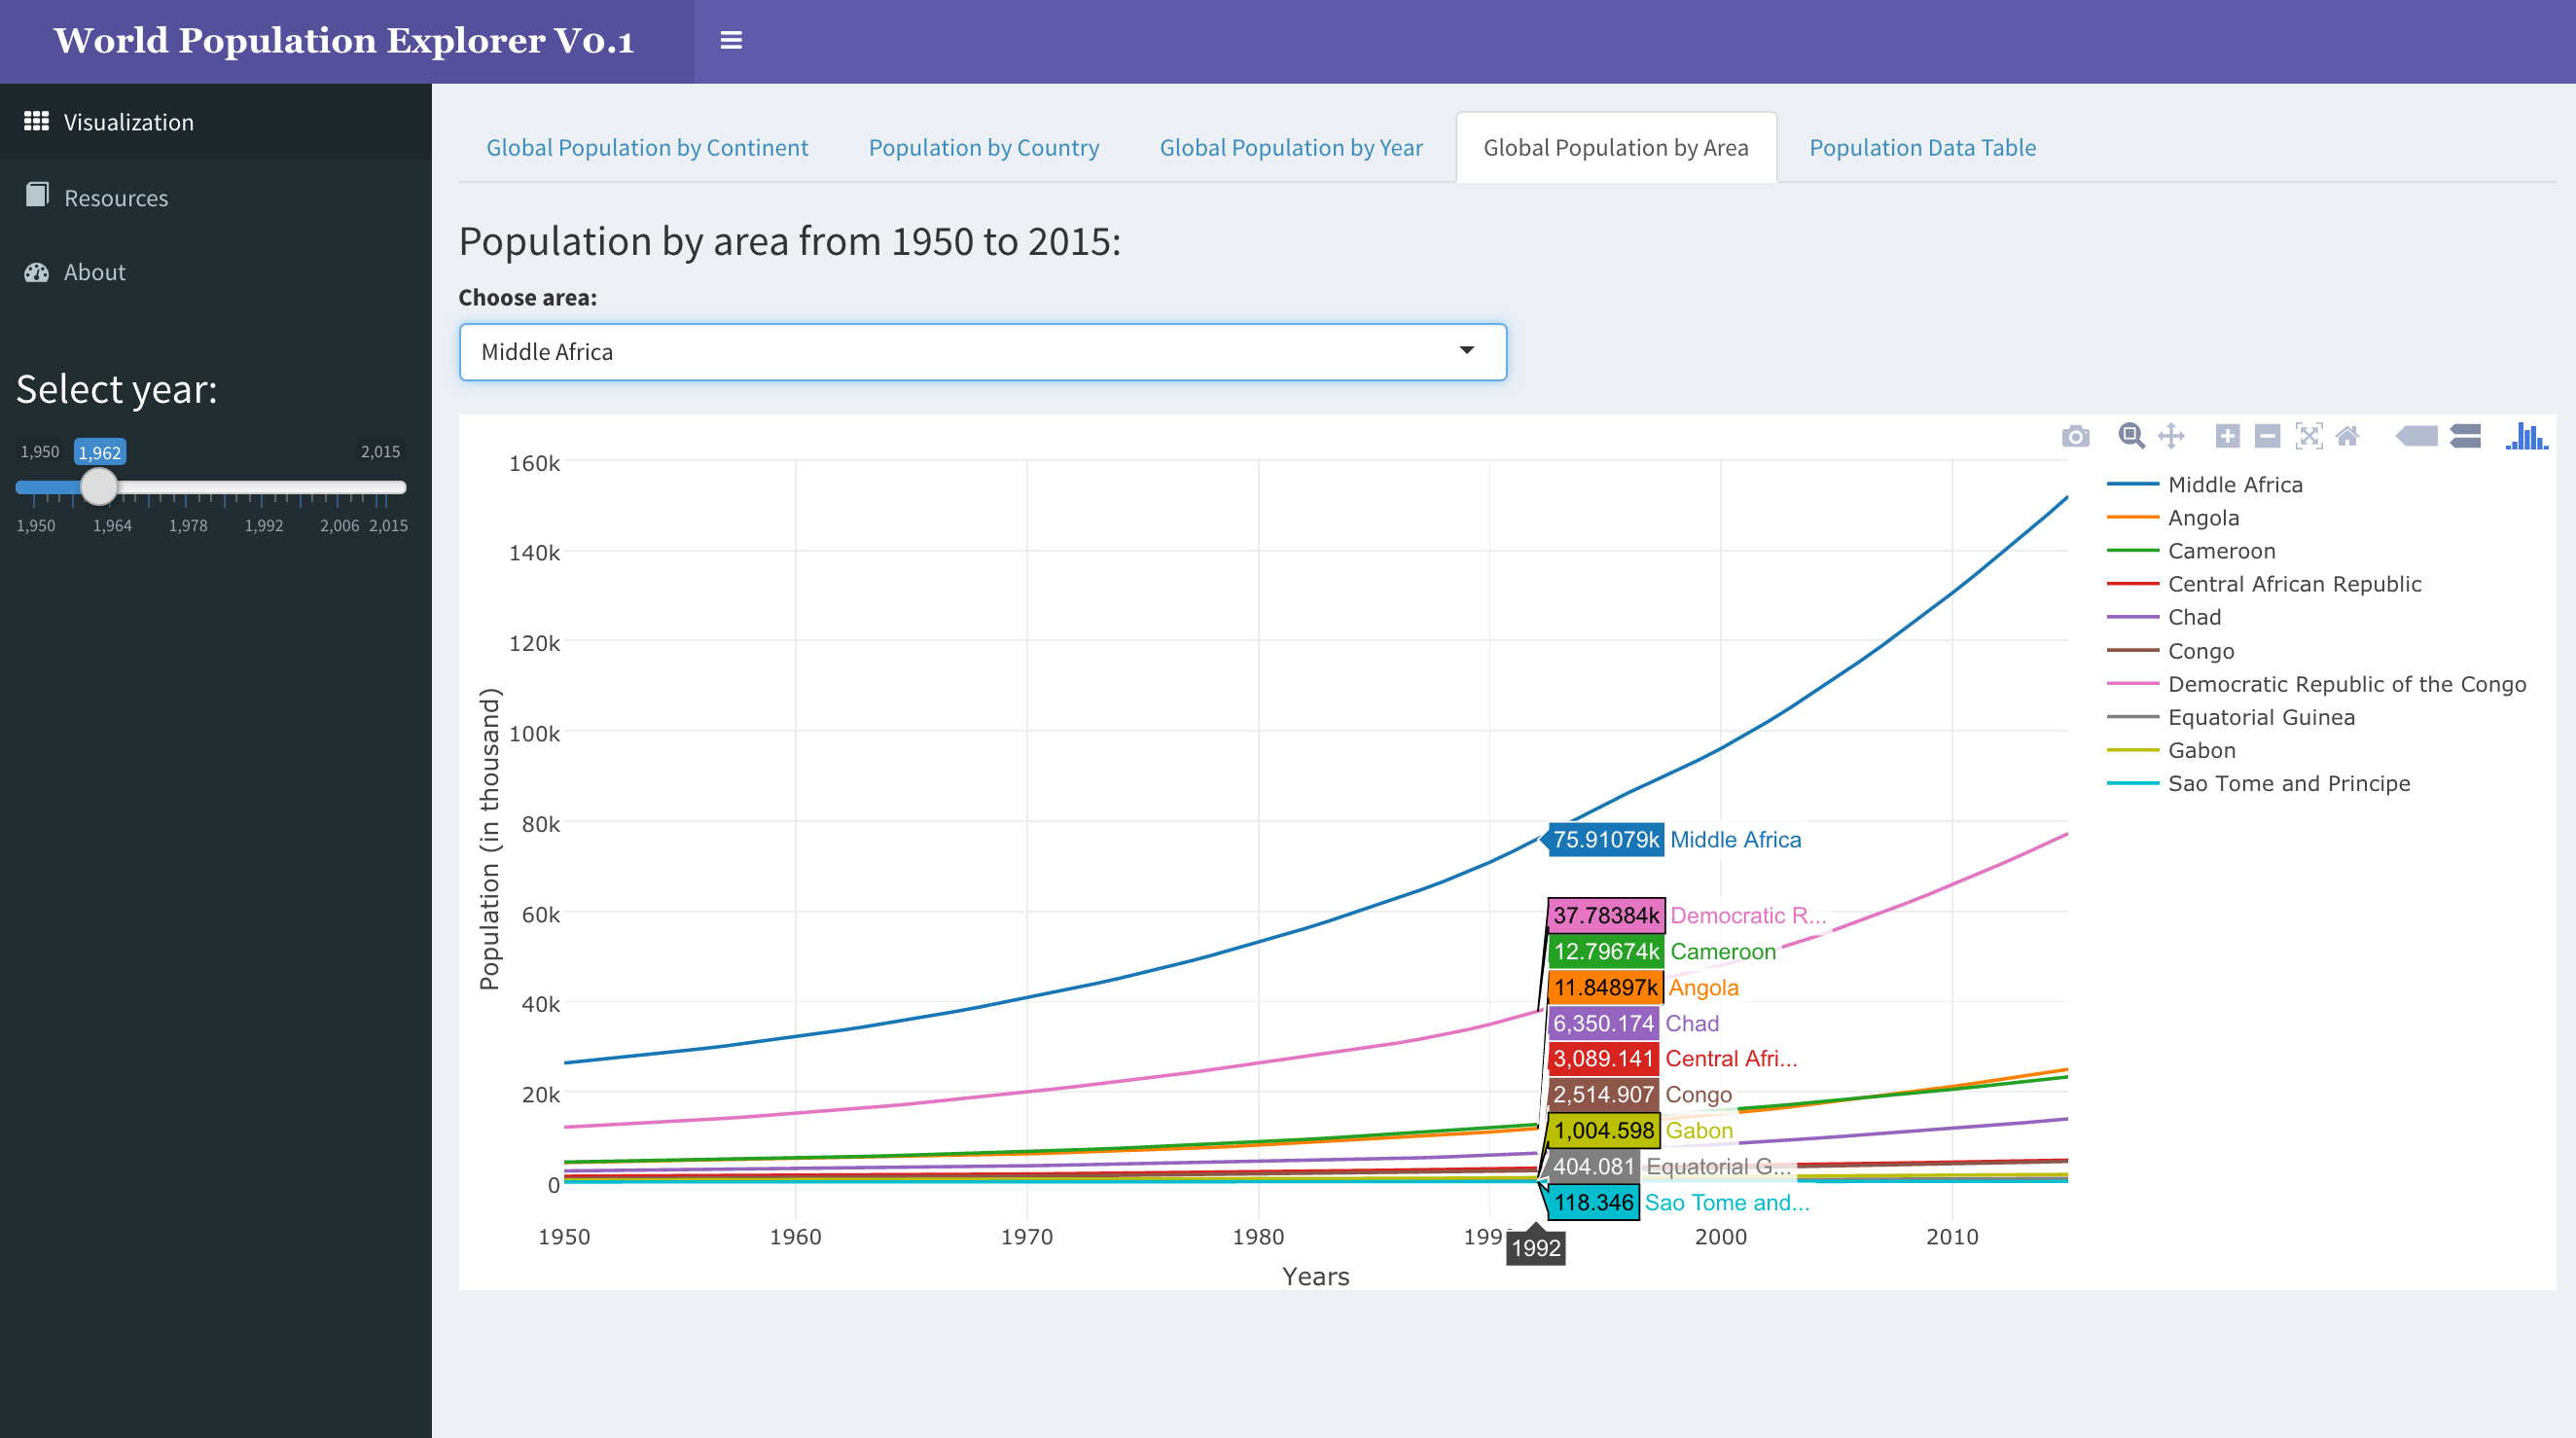 World Population Explorer V0.1
Visualization
Resources
About
Select year:
1,950 1,962 2,015
1,950 1,964 1,978 1,992 2,006 2,015
Global Population by Continent Population by Country Global Population by Year Global Population by Area Population Data Table
Population by area from 1950 to 2015:
Choose area:
Middle Africa
160k
140k
120k
100k
80k
60k
40k
20k
0
Population (in thousand)
1950 1960 1970 1980 199 1992 2000 2010
Years
75.91079k Middle Africa
37.78384k Democratic R...
12.79674k Cameroon
11.84897k Angola
6,350.174 Chad
3,089.141 Central Afri...
2,514.907 Congo
1,004.598 Gabon
404.081 Equatorial G...
118.346 Sao Tome and...
Middle Africa
Angola
Cameroon
Central African Republic
Chad
Congo
Democratic Republic of the Congo
Equatorial Guinea
Gabon
Sao Tome and Principe